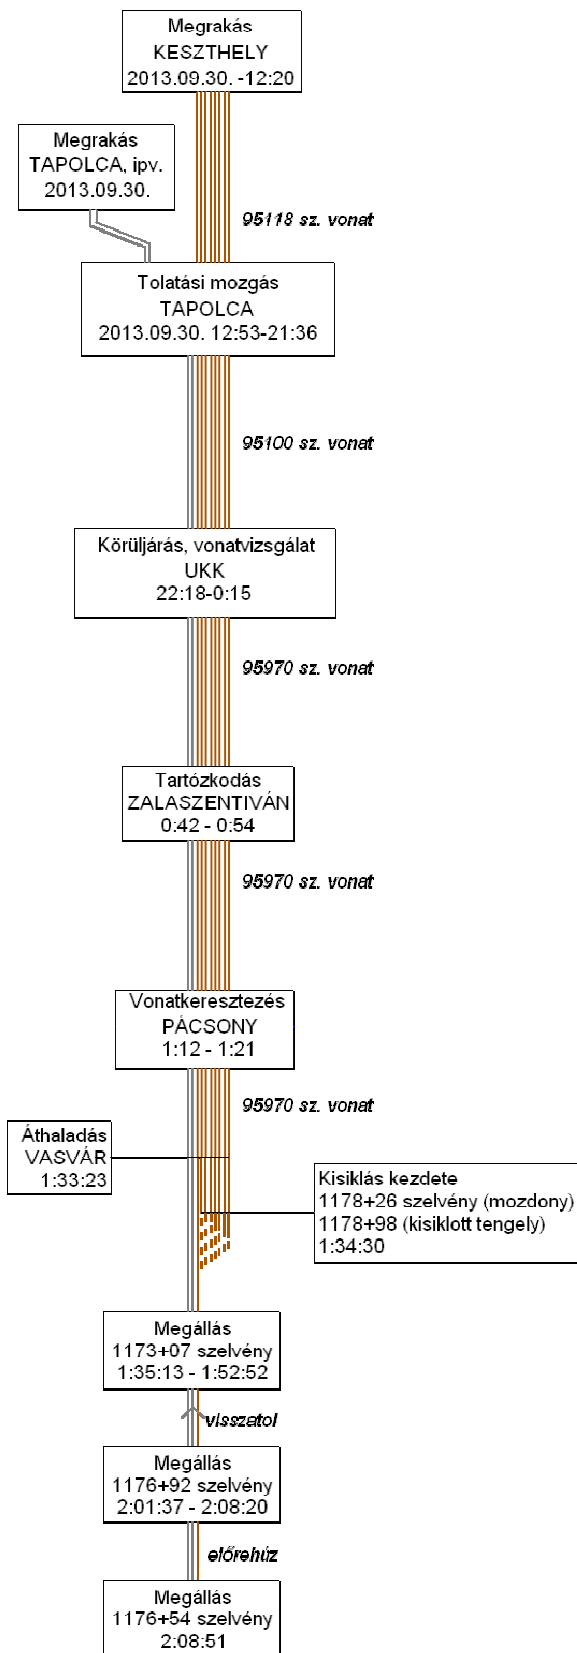 Megrakás
KESZTHELY
2013.09.30. -12:20
Megrakás
TAPOLCA, ipv.
2013.09.30.
95118 sz. vonat
Tolatási mozgás
TAPOLCA
2013.09.30. 12:53-21:36
95100 sz. vonat
Körüljárás, vonatvizsgálat
UKK
22:18-0:15
95970 sz. vonat
Tartózkodás
ZALASZENTIVÁN
0:42 - 0:54
95970 sz. vonat
Vonatkeresztezés
PÁCSONY
1:12 - 1:21
95970 sz. vonat
Áthaladás
VASVÁR
1:33:23
Kisiklás kezdete
1178+26 szelvény (mozdony)
1178+98 (kisiklott tengely)
1:34:30
Megállás
1173+07 szelvény
1:35:13 - 1:52:52
visszatol
Megállás
1176+92 szelvény
2:01:37 - 2:08:20
előrehúz
Megállás
1176+54 szelvény
2:08:51